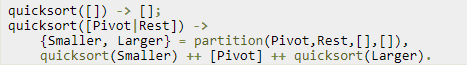 quicksort([]) -> [];
quicksort([Pivot|Rest]) ->
    {Smaller, Larger} = partition(Pivot,Rest,[],[]),
    quicksort(Smaller) ++ [Pivot] ++ quicksort(Larger).